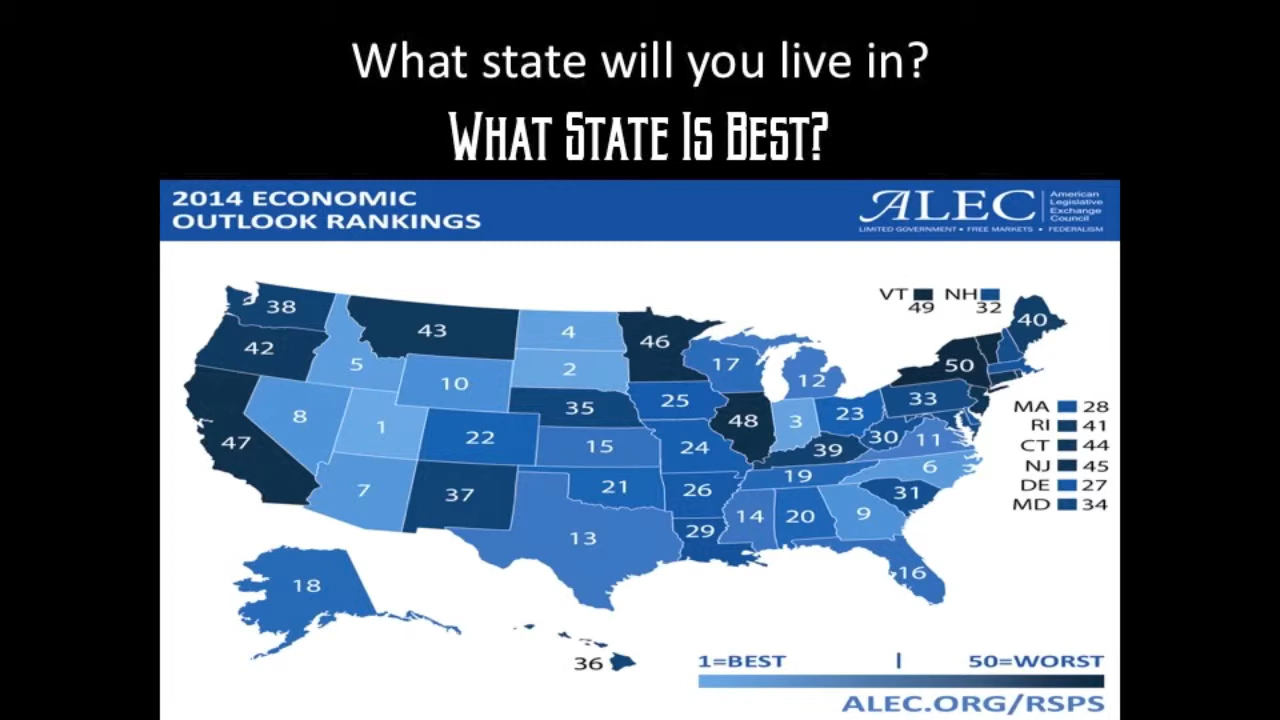 What state will you live in?
What State Is Best?
2014 ECONOMIC
OUTLOOK RANKINGS
ALEC
American
Legislative
Exchange
Council
LIMITED GOVERNMENT • FREE MARKETS • FEDERALISM
VT NH
49 32
38
43
4
46
40
42
5
2
17
50
10
12
33
8
35
25
48
3
23
MA 28
1
22
15
24
39
30
11
RI 41
47
CT 44
7
37
21
26
19
6
NJ 45
13
29
14
20
9
31
DE 27
MD 34
18
16
36
1=BEST | 50=WORST
ALEC.ORG/RSPS